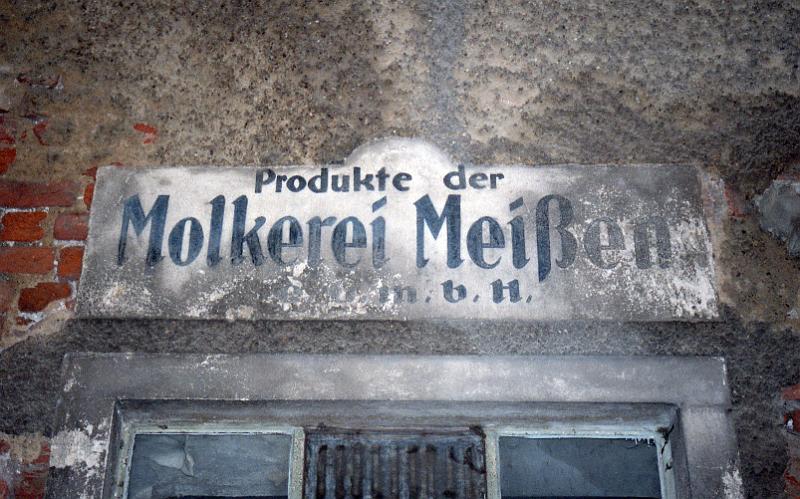 Produkte der
Molkerei Meißen
G.m.b.H.